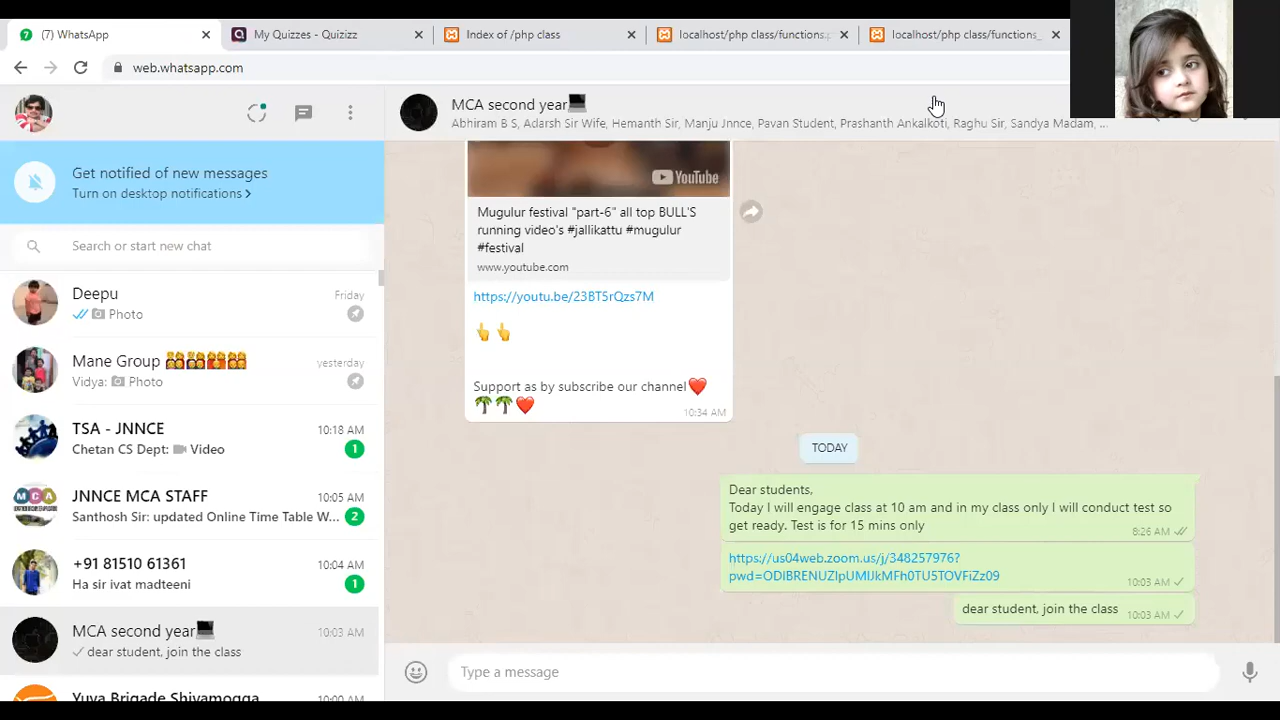 (7) WhatsApp
My Quizzes - Quizizz
Index of /php class
localhost/php class/functions.p
localhost/php class/functions_
web.whatsapp.com
MCA second year💻
Abhiram B S, Adarsh Sir Wife, Hemanth Sir, Manju Jnnce, Pavan Student, Prashanth Ankalkoti, Raghu Sir, Sandya Madam, ...
Get notified of new messages
Turn on desktop notifications >
Search or start new chat
Deepu
Friday
Photo
Mane Group
yesterday
Vidya: Photo
TSA - JNNCE
10:18 AM
Chetan CS Dept: Video
1
JNNCE MCA STAFF
10:05 AM
Santhosh Sir: updated Online Time Table W...
2
+91 81510 61361
10:04 AM
Ha sir ivat madteeni
1
MCA second year💻
10:03 AM
dear student, join the class
Yuva Brigade Shivamogga
10:00 AM
YouTube
Mugulur festival "part-6" all top BULL'S
running video's #jallikattu #mugulur
#festival
www.youtube.com
https://youtu.be/23BT5rQzs7M
👆 👆
Support as by subscribe our channel❤️
🌴🌴❤️
10:34 AM
TODAY
Dear students,
Today I will engage class at 10 am and in my class only I will conduct test so
get ready. Test is for 15 mins only
8:26 AM
https://us04web.zoom.us/j/348257976?
pwd=ODIBRENUZlpUMlJkMFh0TU5TOVFiZz09
10:03 AM
dear student, join the class
10:03 AM
Type a message